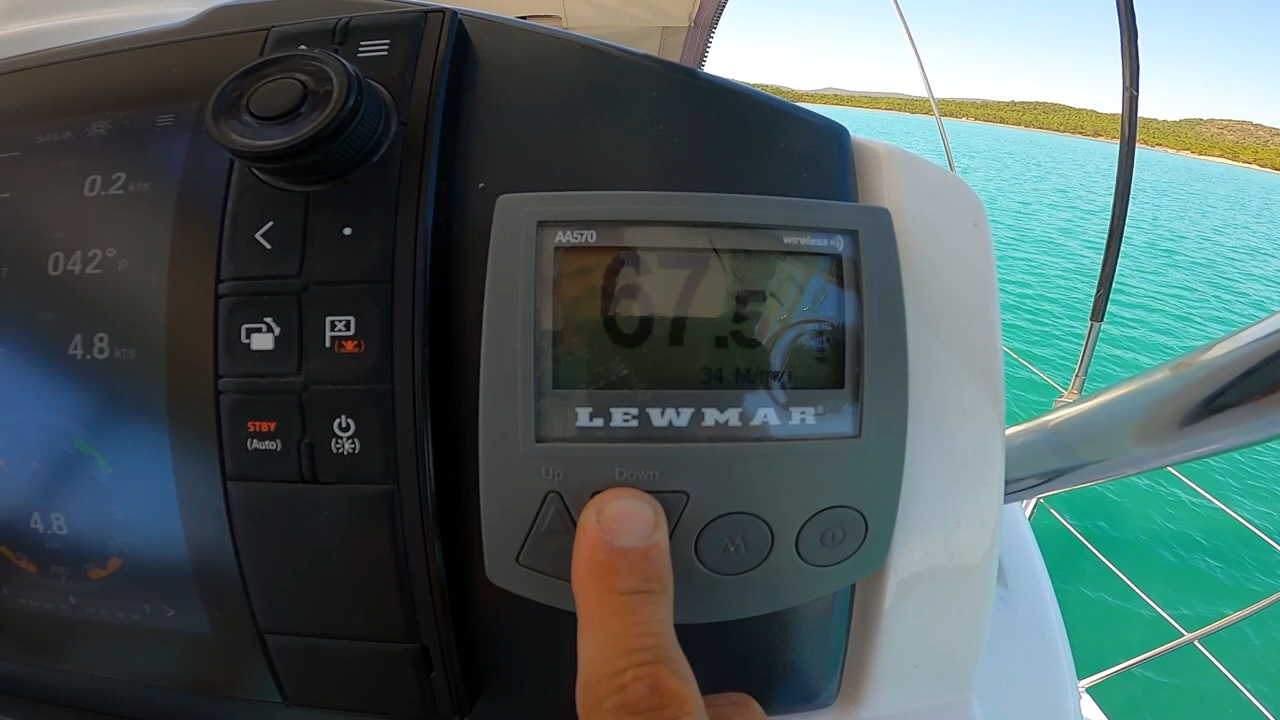 0.2 kts
042°P
4.8 kts
4.8
STBY
(Auto)
AA570
wireless
67.5
34 M/min
LEWMAR®
Up
Down
M